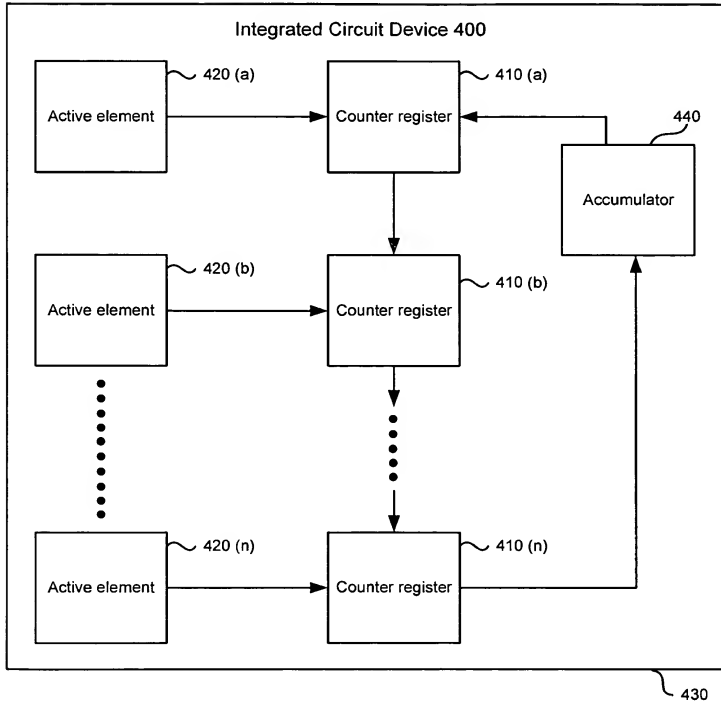 Integrated Circuit Device 400
420 (a)
410 (a)
Active element
Counter register
440
Accumulator
420 (b)
410 (b)
Active element
Counter register
420 (n)
410 (n)
Active element
Counter register
430